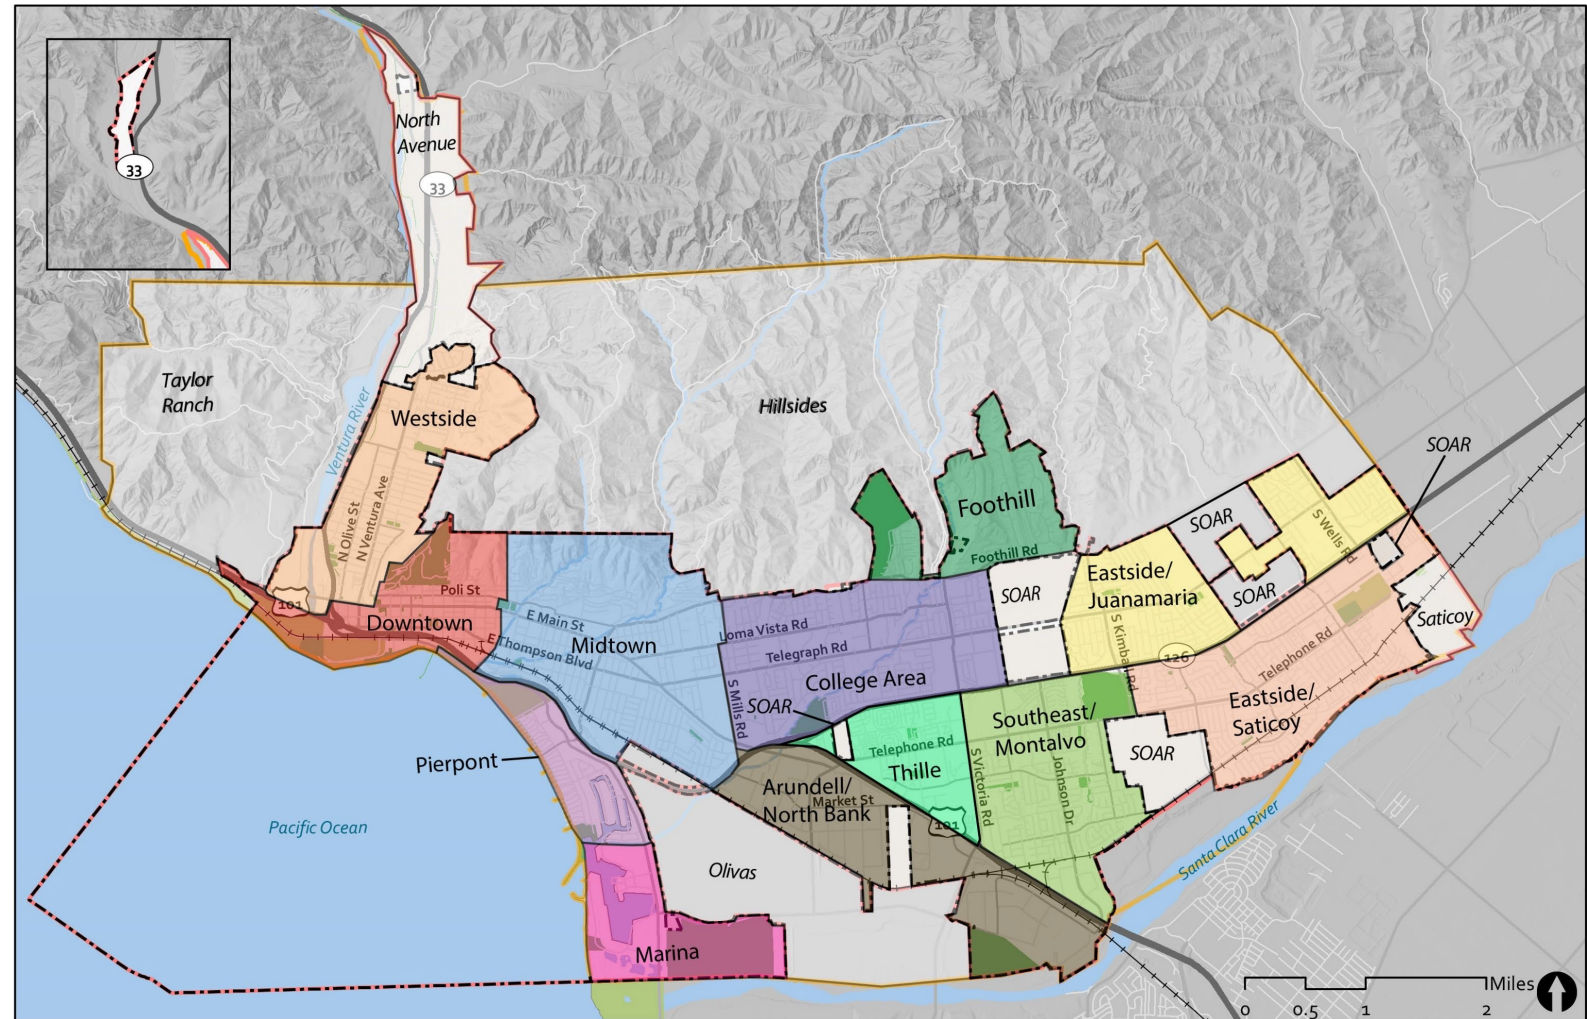 33
North
Avenue
33
Taylor
Ranch
Hillsides
Westside
Ventura River
N Olive St
N Ventura Ave
SOAR
Foothill
Foothill Rd
SOAR
S Wells Rd
101
Poli St
Downtown
E Main St
E Thompson Blvd
Midtown
Loma Vista Rd
Telegraph Rd
College Area
S Mills Rd
SOAR
SOAR
Eastside/
Juanamaria
S Kimball Rd
126
SOAR
Saticoy
Telephone Rd
Eastside/
Saticoy
Southeast/
Montalvo
SOAR
Telephone Rd
Thille
S Victoria Rd
Johnson Dr
Pierpont
Arundell/
Market St
North Bank
101
Pacific Ocean
Olivas
Santa Clara River
Marina
Miles
0 0.5 1 2